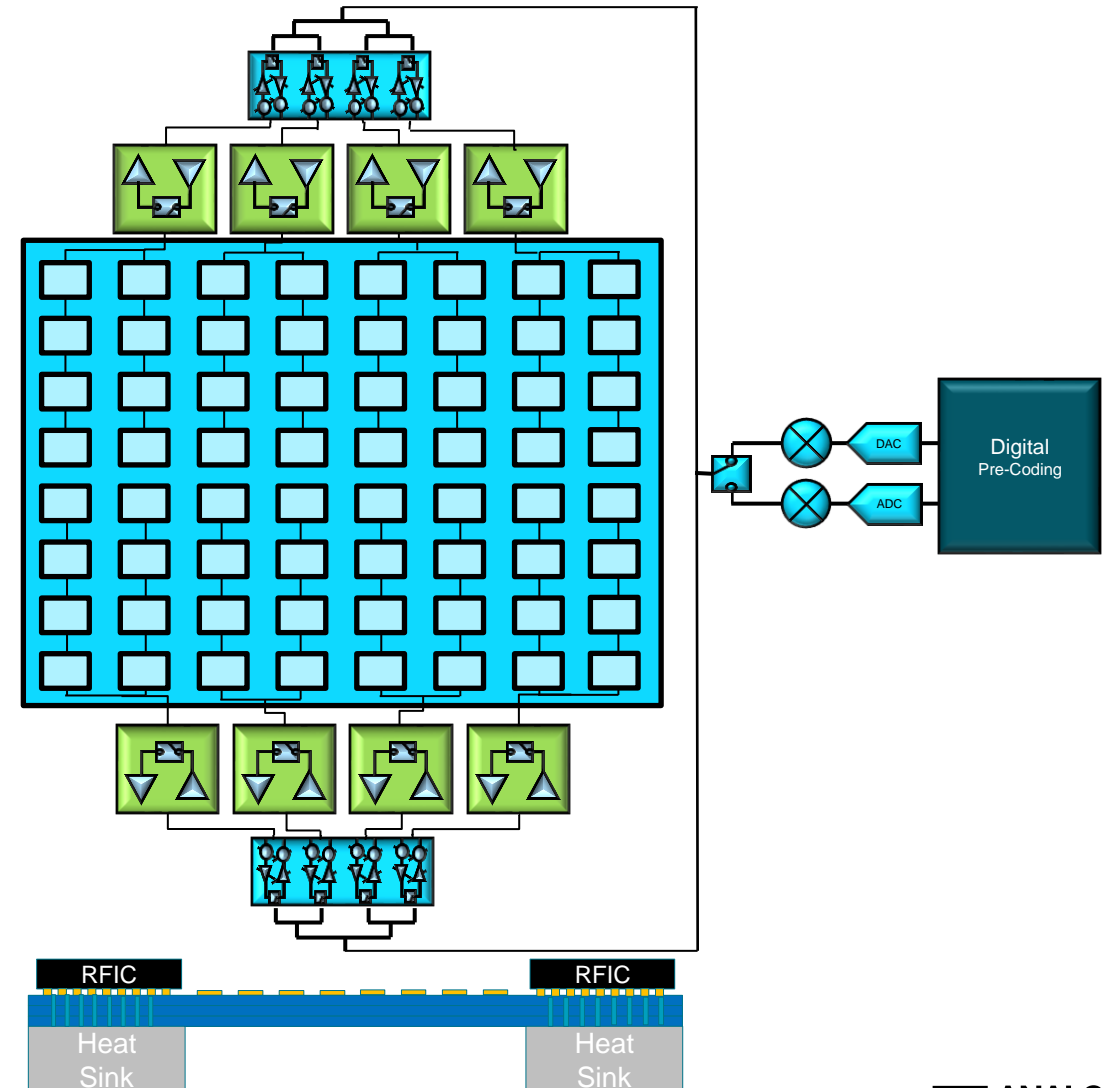 DAC
Digital
Pre-Coding
ADC
RFIC
RFIC
Heat
Sink
Heat
Sink